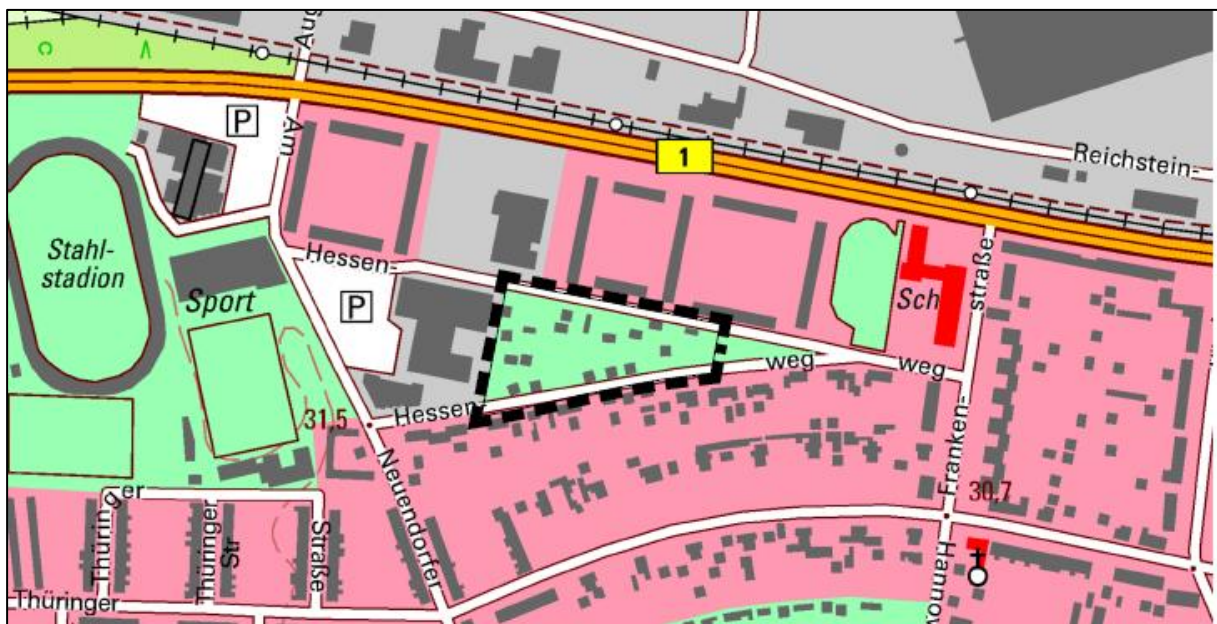 Aug
P
Am
1
Reichstein-
Stahl-
stadion
Sport
Hessen-
P
Sch
straße
weg
weg
Hessen-
31,5
Franken-
30,7
Neuendorfer
Thüringer
Thüringer
Str
Straße
Thüringer
Hannov